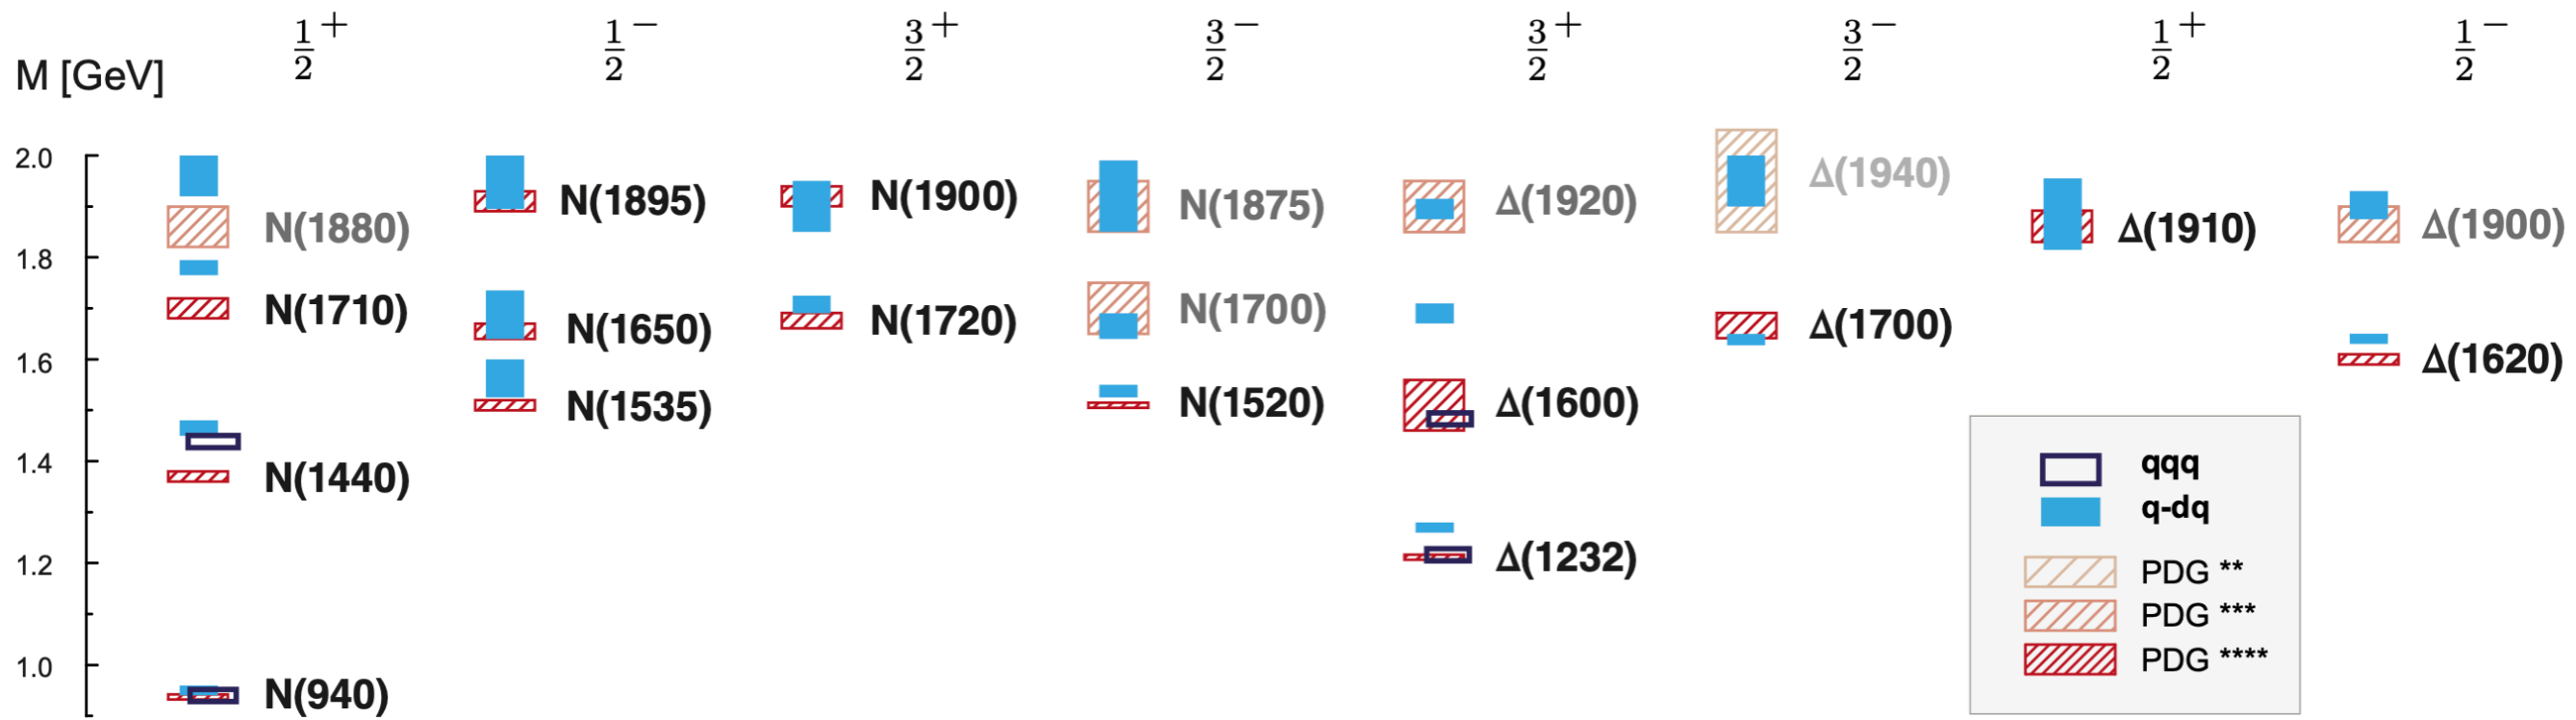 1/2+ 1/2− 3/2+ 3/2− 3/2+ 3/2− 1/2+ 1/2−
M [GeV]
2.0
1.8
1.6
1.4
1.2
1.0
N(1880)
N(1710)
N(1440)
N(940)
N(1895)
N(1650)
N(1535)
N(1900)
N(1720)
N(1875)
N(1700)
N(1520)
Δ(1920)
Δ(1600)
Δ(1232)
Δ(1940)
Δ(1700)
Δ(1910)
Δ(1900)
Δ(1620)
qqq
q-dq
PDG **
PDG ***
PDG ****